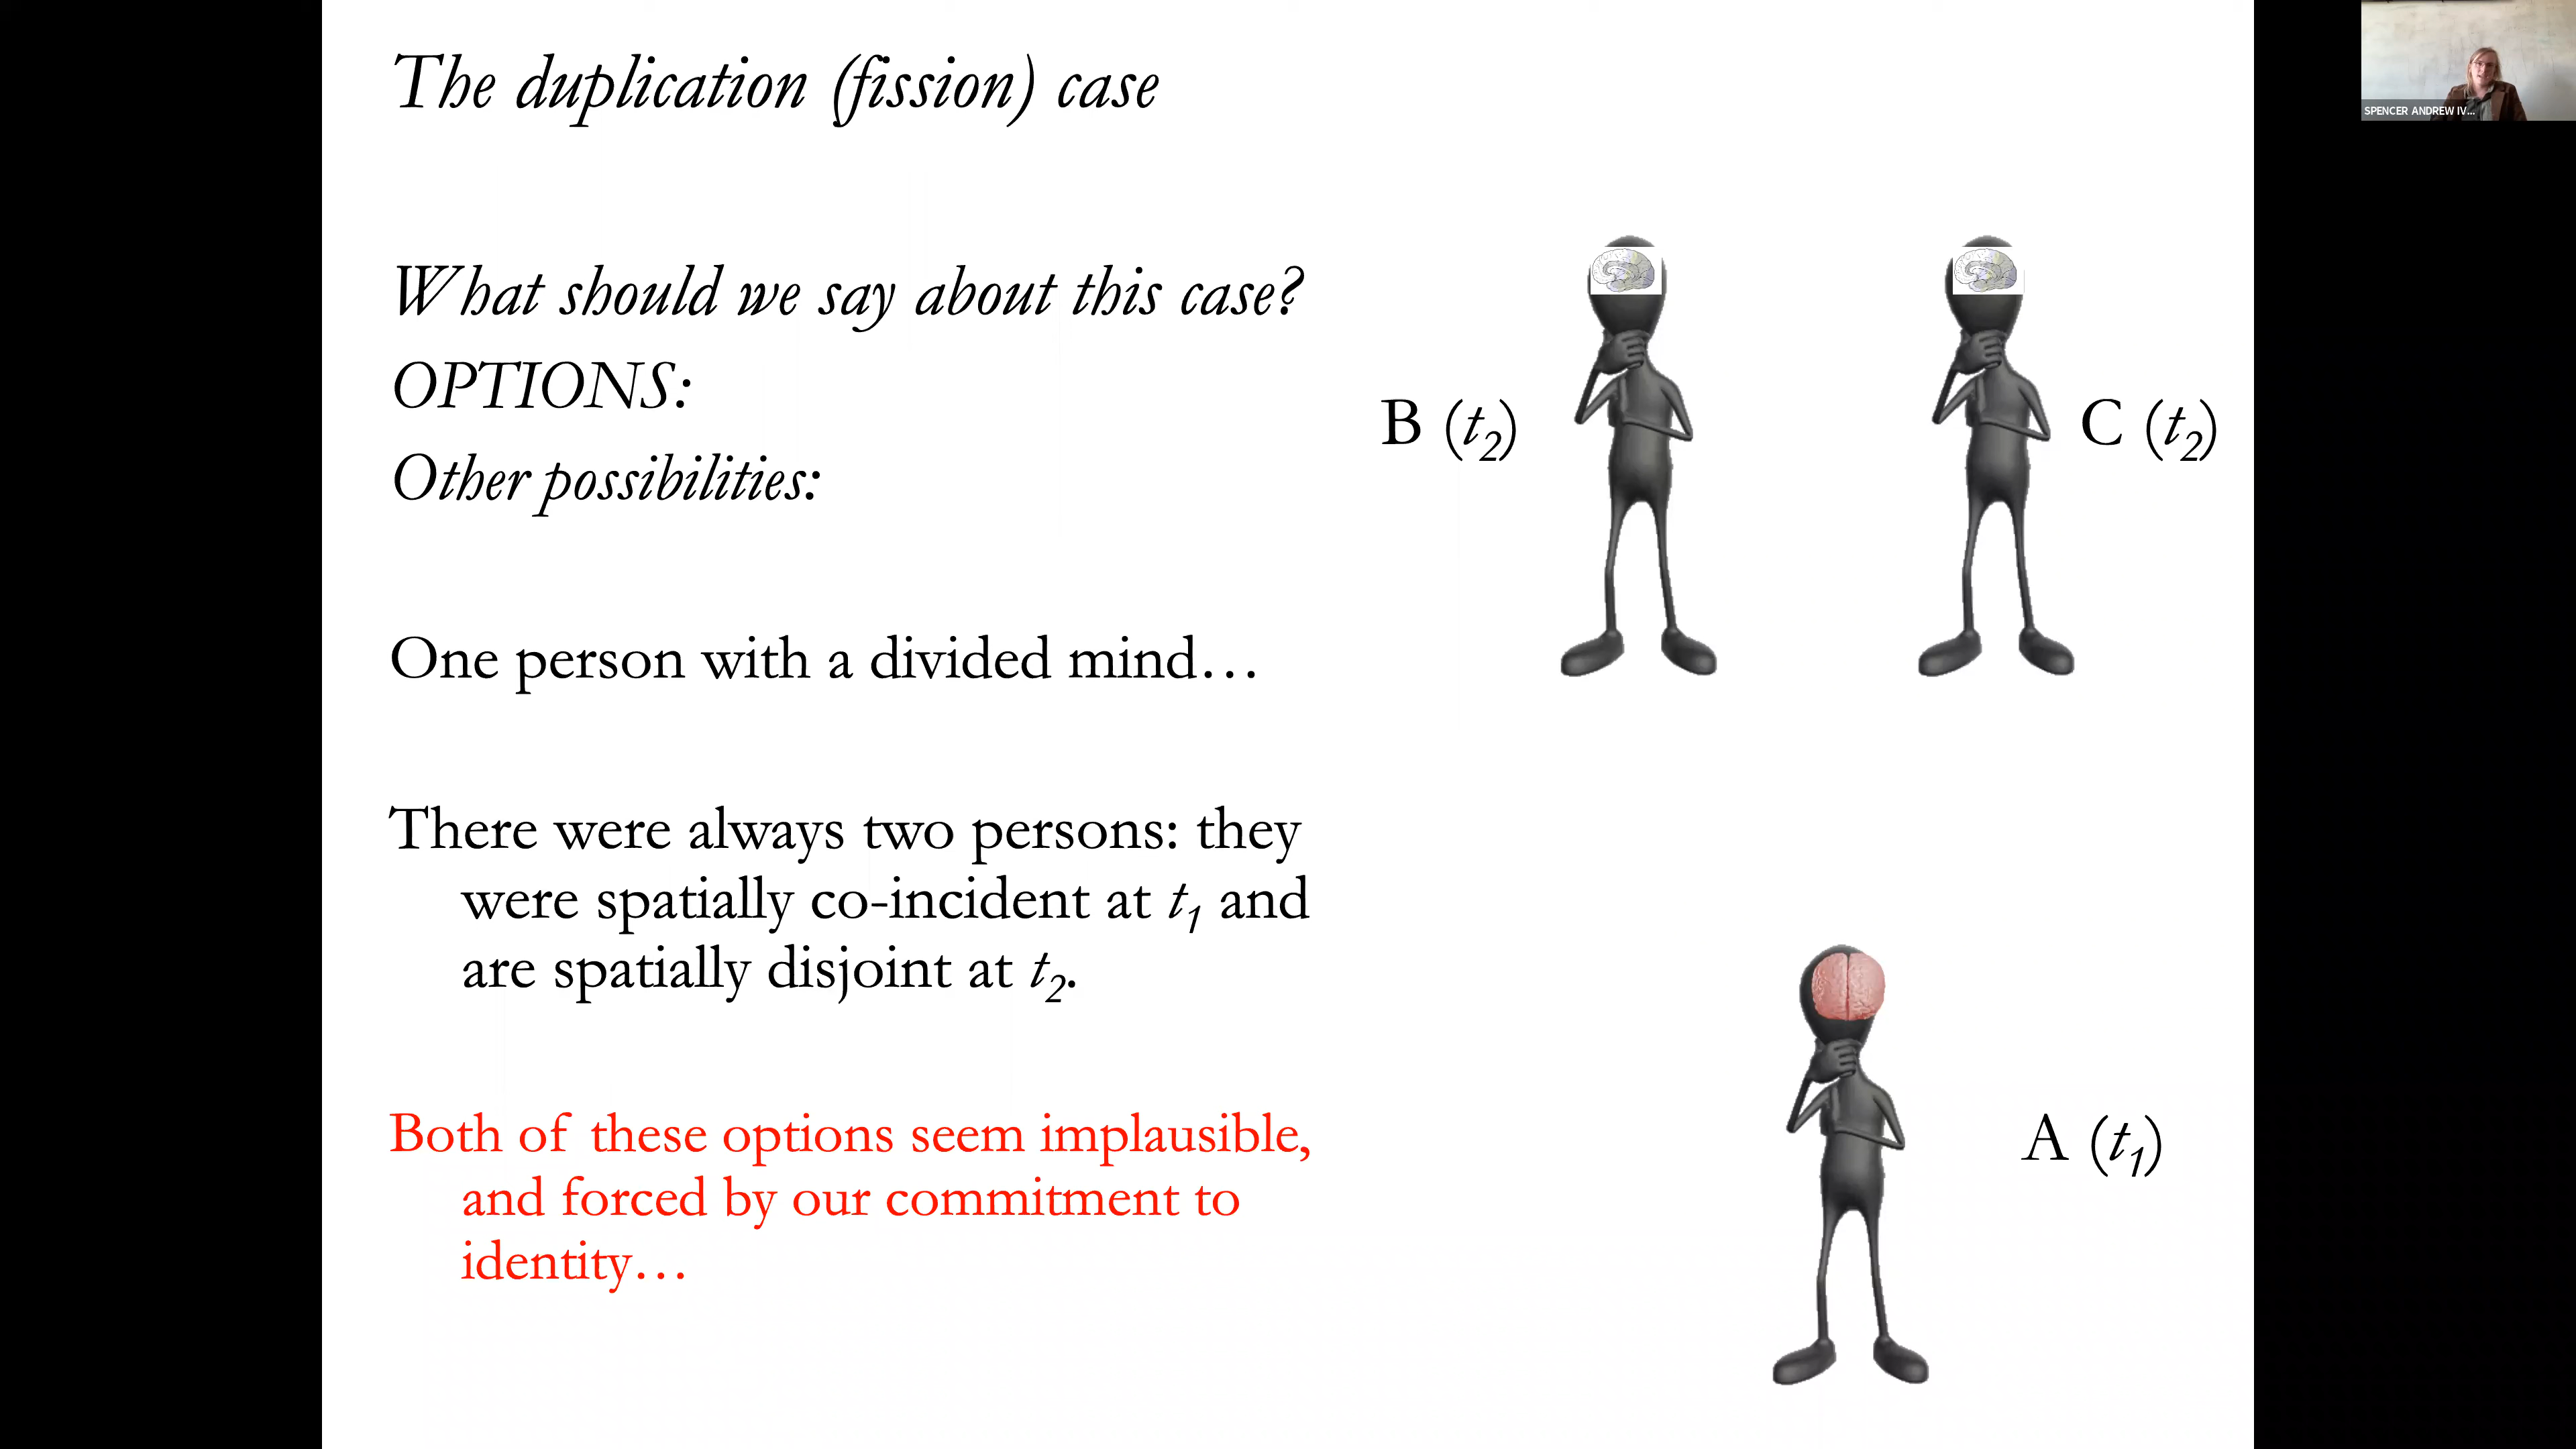 The duplication (fission) case
SPENCER ANDREW IV...
What should we say about this case?
OPTIONS:
Other possibilities:
B (t2)
C (t2)
One person with a divided mind…
There were always two persons: they
were spatially co-incident at t1 and
are spatially disjoint at t2.
Both of these options seem implausible,
and forced by our commitment to
identity…
A (t1)